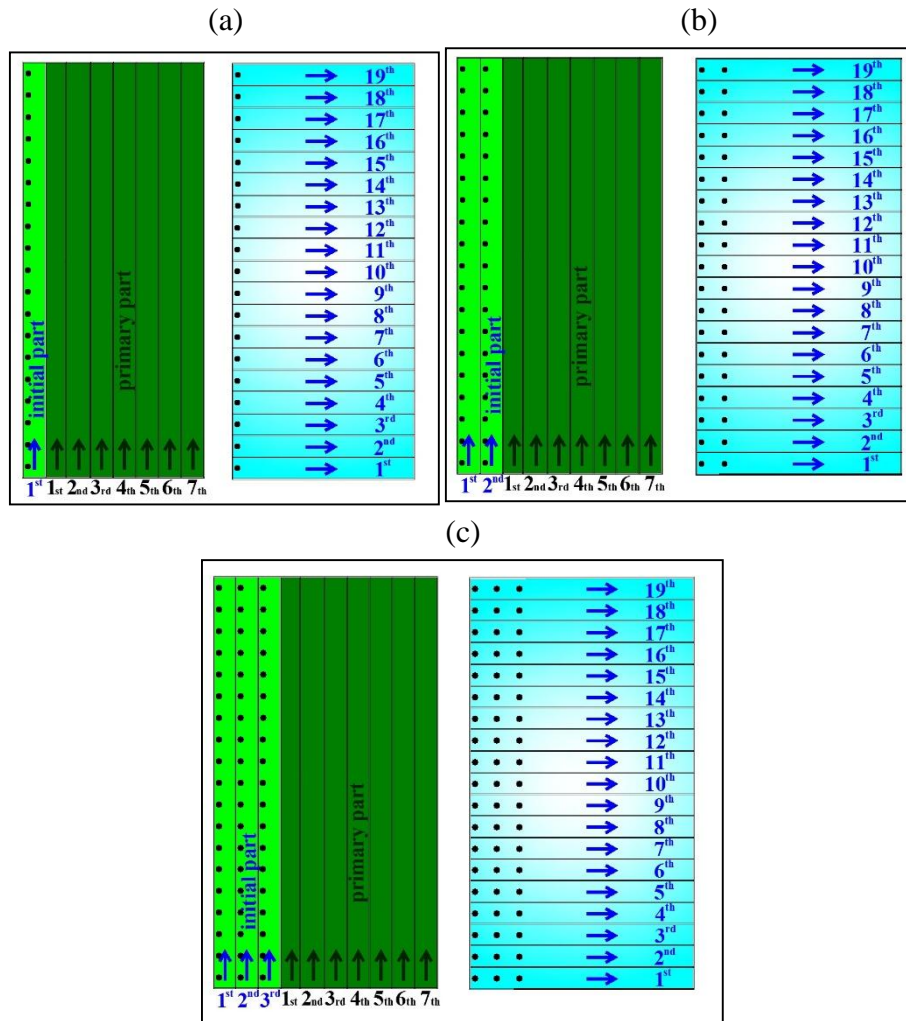 (a)
19th
18th
17th
16th
15th
14th
13th
12th
11th
10th
9th
8th
7th
6th
5th
4th
3rd
2nd
1st
initial part
primary part
1st 1st 2nd 3rd 4th 5th 6th 7th
(b)
19th
18th
17th
16th
15th
14th
13th
12th
11th
10th
9th
8th
7th
6th
5th
4th
3rd
2nd
1st
initial part
primary part
1st 2nd 1st 2nd 3rd 4th 5th 6th 7th
(c)
19th
18th
17th
16th
15th
14th
13th
12th
11th
10th
9th
8th
7th
6th
5th
4th
3rd
2nd
1st
initial part
primary part
1st 2nd 3rd 1st 2nd 3rd 4th 5th 6th 7th